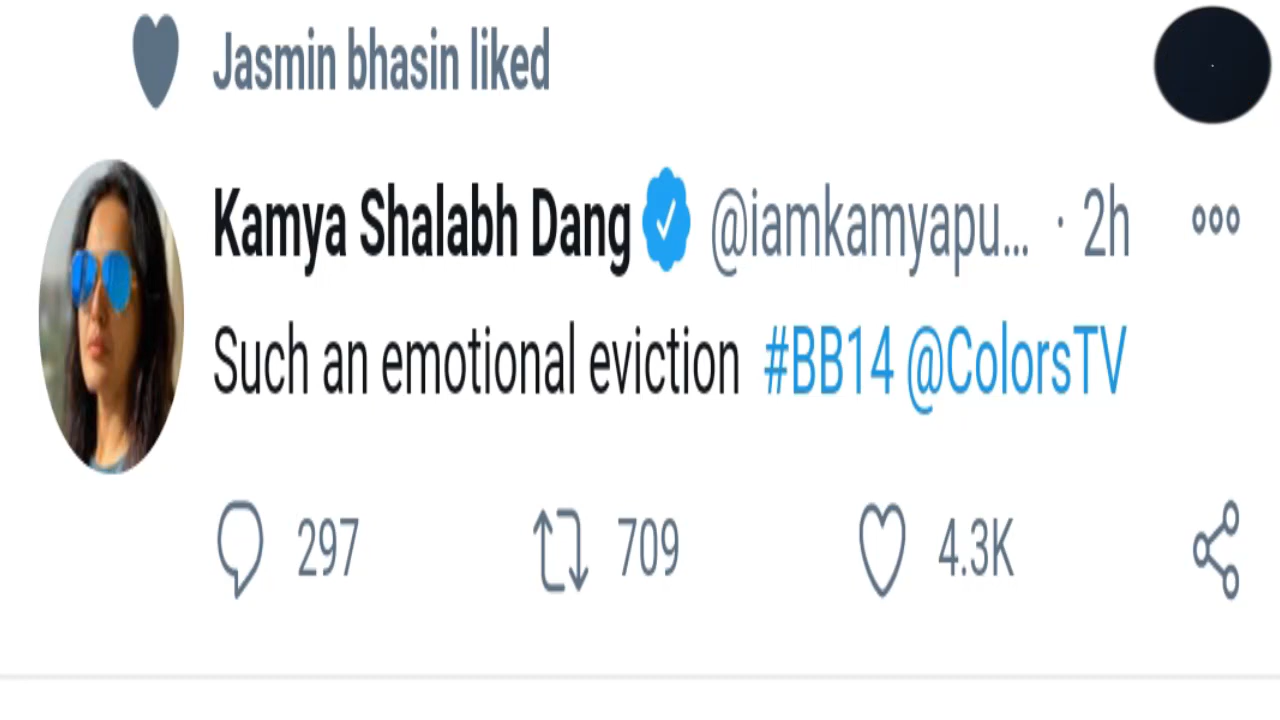 Jasmin bhasin liked
Kamya Shalabh Dang @iamkamyapu... · 2h
Such an emotional eviction #BB14 @ColorsTV
297 709 4.3K